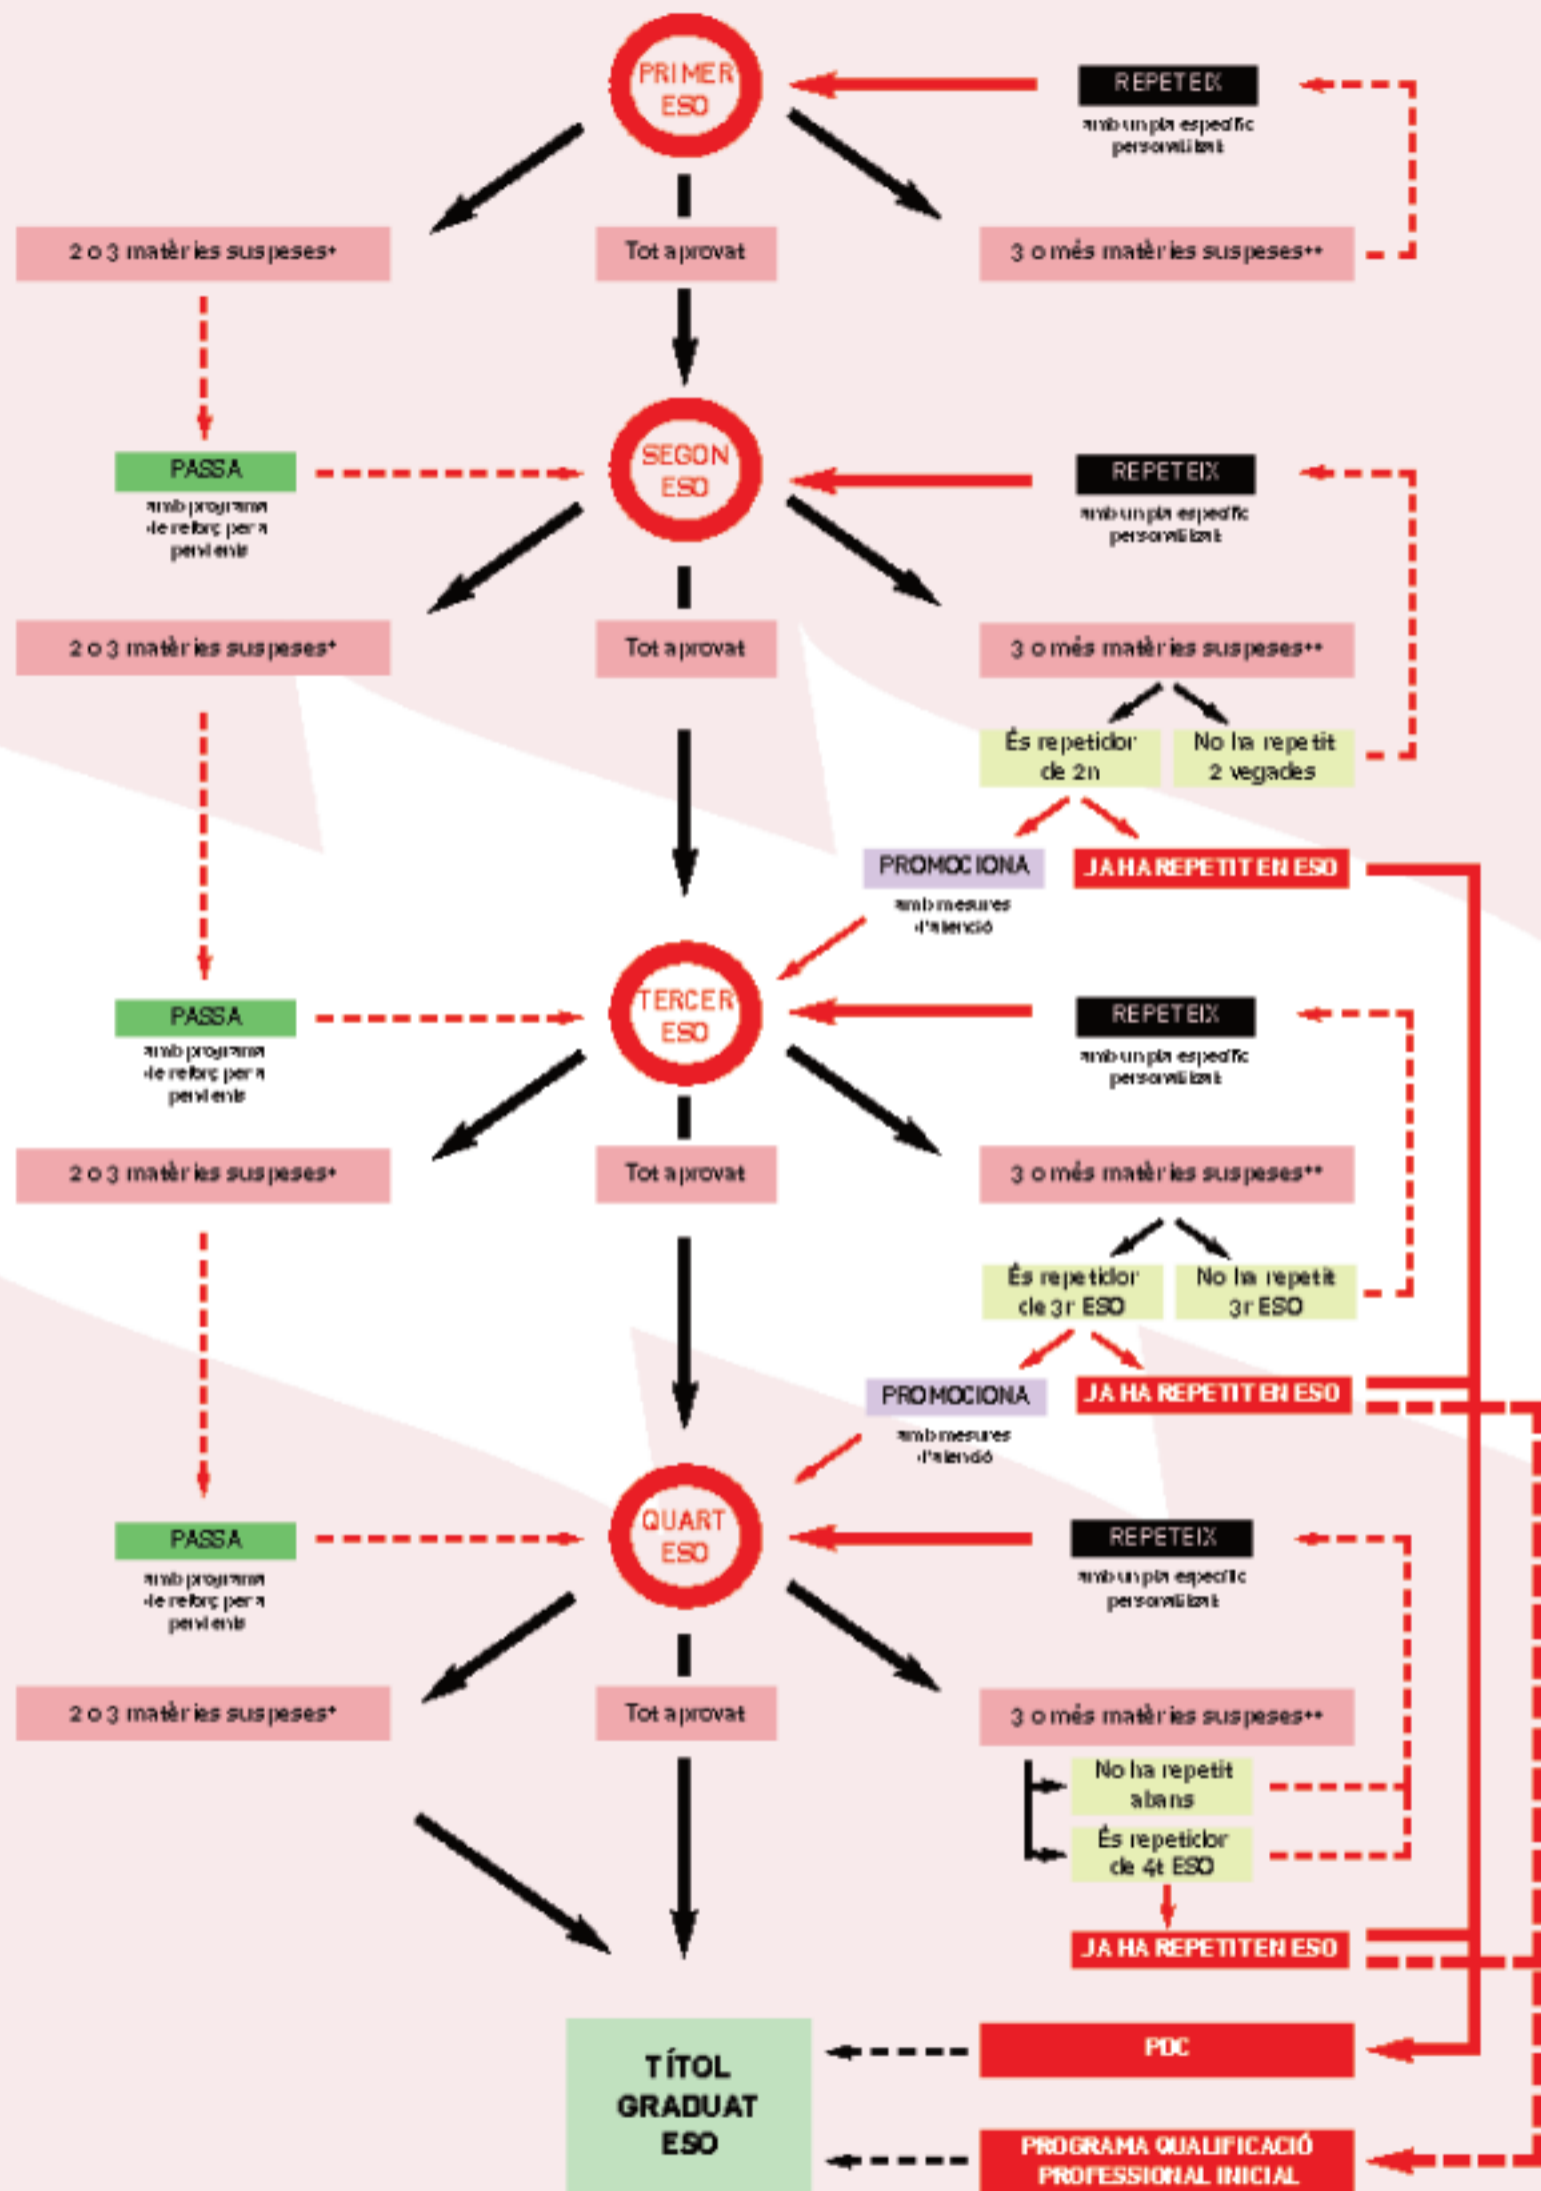 PRIMER
ESO
REPETEIX
amb un pla específic
personalitzat
2 o 3 matèries suspeses*
Tot aprovat
3 o més matèries suspeses**
SEGON
ESO
PASSA
amb programa
de reforç per a
pendents
REPETEIX
amb un pla específic
personalitzat
2 o 3 matèries suspeses*
Tot aprovat
3 o més matèries suspeses**
És repetidor
de 2n
No ha repetit
2 vegades
PROMOCIONA
amb mesures
d'atenció
JA HA REPETIT EN ESO
TERCER
ESO
PASSA
amb programa
de reforç per a
pendents
REPETEIX
amb un pla específic
personalitzat
2 o 3 matèries suspeses*
Tot aprovat
3 o més matèries suspeses**
És repetidor
de 3r ESO
No ha repetit
3r ESO
PROMOCIONA
amb mesures
d'atenció
JA HA REPETIT EN ESO
QUART
ESO
PASSA
amb programa
de reforç per a
pendents
REPETEIX
amb un pla específic
personalitzat
2 o 3 matèries suspeses*
Tot aprovat
3 o més matèries suspeses**
No ha repetit
abans
És repetidor
de 4t ESO
JA HA REPETIT EN ESO
TÍTOL
GRADUAT
ESO
PDC
PROGRAMA QUALIFICACIÓ
PROFESSIONAL INICIAL